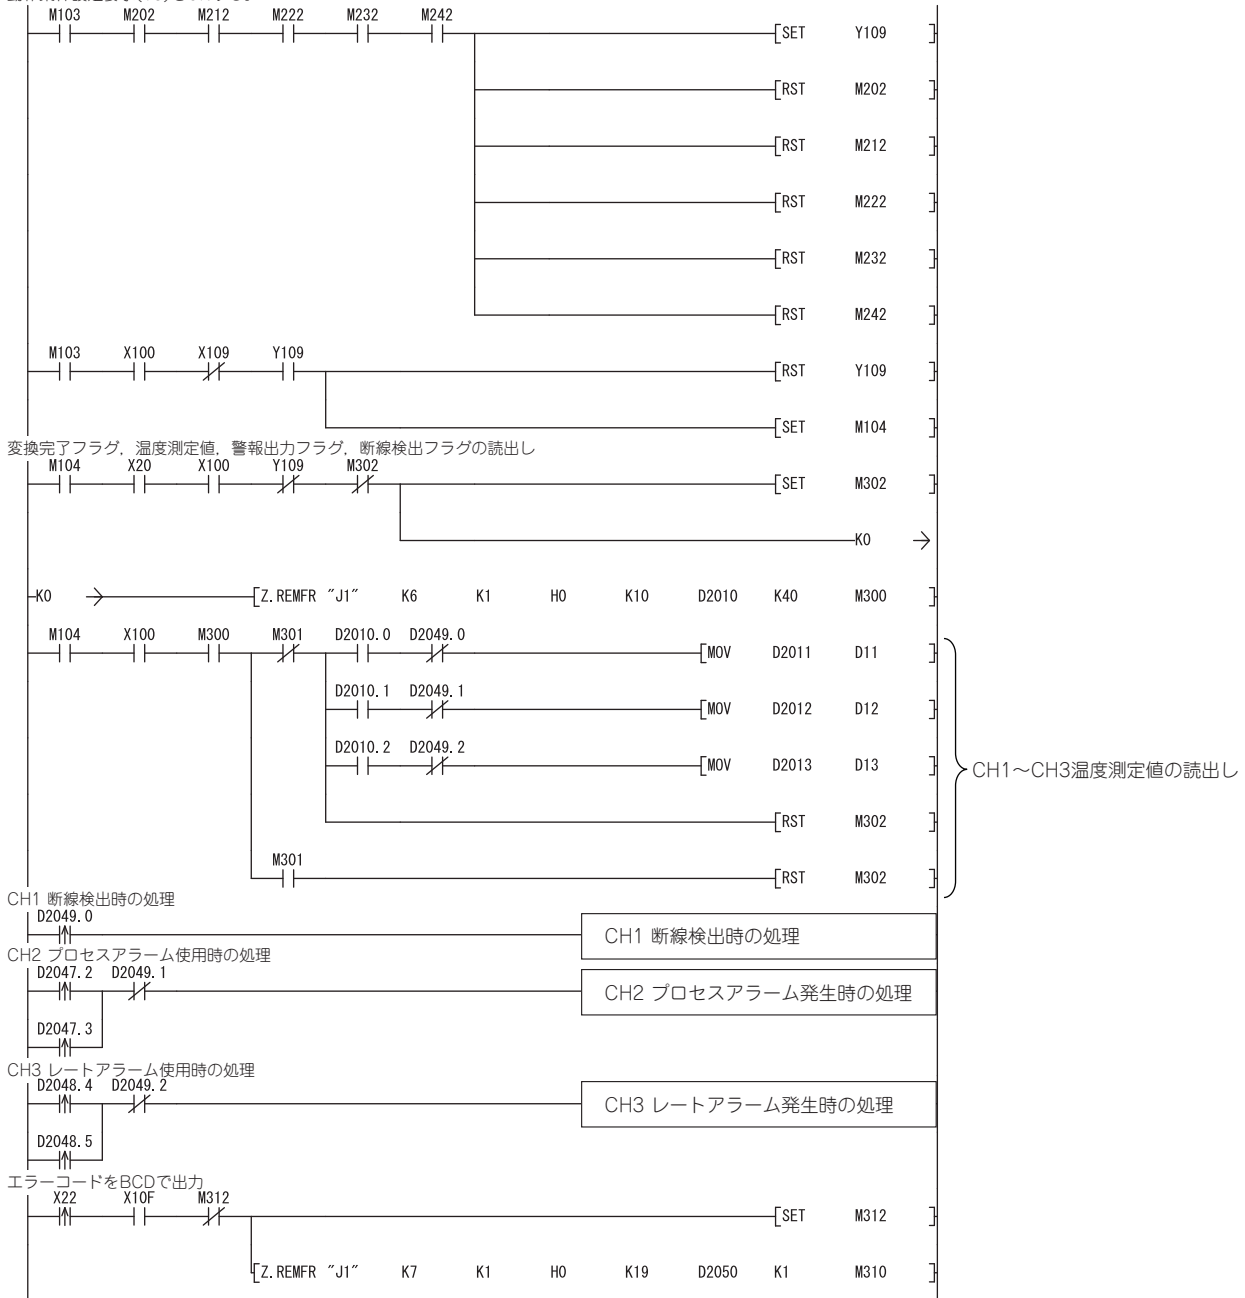 M103 M202 M212 M222 M232 M242
[SET Y109 ]
[RST M202 ]
[RST M212 ]
[RST M222 ]
[RST M232 ]
[RST M242 ]
M103 X100 X109 Y109
[RST Y109 ]
[SET M104 ]
変換完了フラグ，温度測定値，警報出力フラグ，断線検出フラグの読出し
M104 X20 X100 Y109 M302
[SET M302 ]
K0
K0 [Z.REMFR "J1" K6 K1 H0 K10 D2010 K40 M300 ]
M104 X100 M300 M301 D2010.0 D2049.0
[MOV D2011 D11 ]
D2010.1 D2049.1
[MOV D2012 D12 ]
D2010.2 D2049.2
[MOV D2013 D13 ]
CH1～CH3温度測定値の読出し
[RST M302 ]
M301
[RST M302 ]
CH1 断線検出時の処理
D2049.0
CH1 断線検出時の処理
CH2 プロセスアラーム使用時の処理
D2047.2 D2049.1
CH2 プロセスアラーム発生時の処理
D2047.3
CH3 レートアラーム使用時の処理
D2048.4 D2049.2
CH3 レートアラーム発生時の処理
D2048.5
エラーコードをBCDで出力
X22 X10F M312
[SET M312 ]
[Z.REMFR "J1" K7 K1 H0 K19 D2050 K1 M310 ]